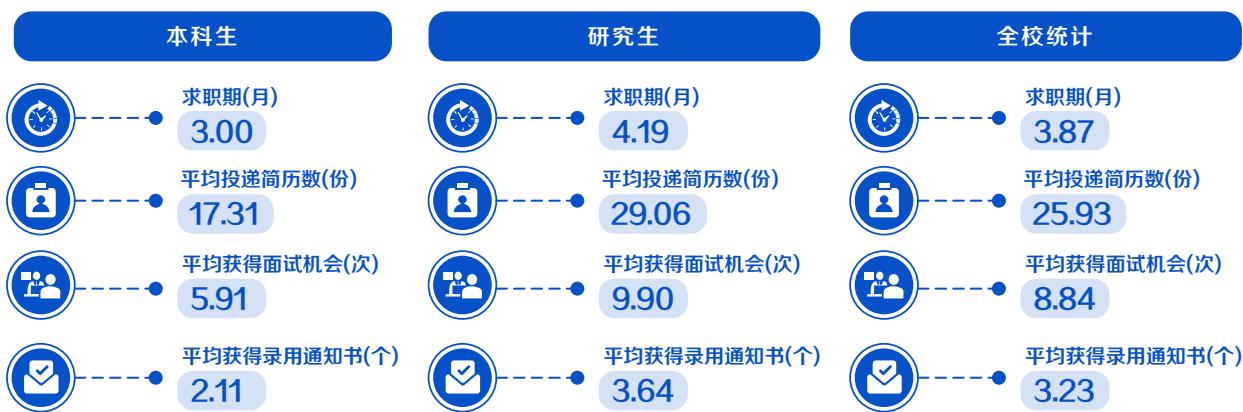 本科生
求职期(月)
3.00
平均投递简历数(份)
17.31
平均获得面试机会(次)
5.91
平均获得录用通知书(个)
2.11
研究生
求职期(月)
4.19
平均投递简历数(份)
29.06
平均获得面试机会(次)
9.90
平均获得录用通知书(个)
3.64
全校统计
求职期(月)
3.87
平均投递简历数(份)
25.93
平均获得面试机会(次)
8.84
平均获得录用通知书(个)
3.23